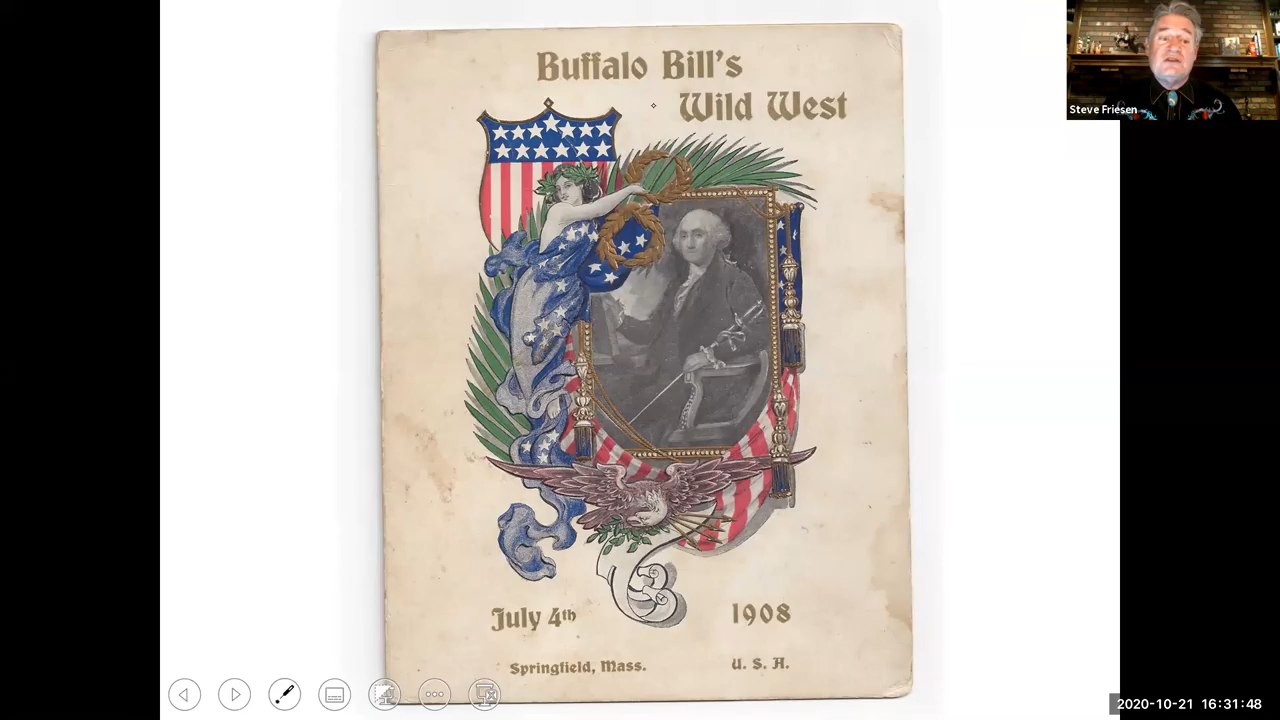 Buffalo Bill's
Wild West
Steve Friesen
July 4th 1908
Springfield, Mass. U. S. A.
2020-10-21 16:31:48